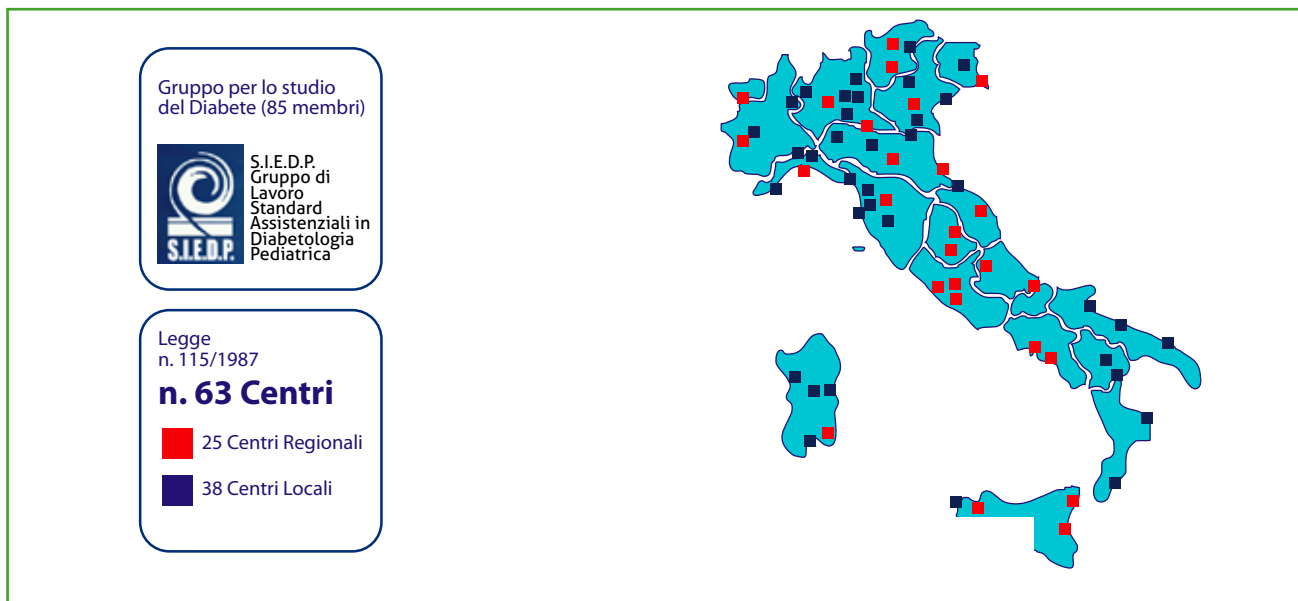 Gruppo per lo studio
del Diabete (85 membri)
S.I.E.D.P.
S.I.E.D.P.
Gruppo di
Lavoro
Standard
Assistenziali in
Diabetologia
Pediatrica
Legge
n. 115/1987
n. 63 Centri
25 Centri Regionali
38 Centri Locali